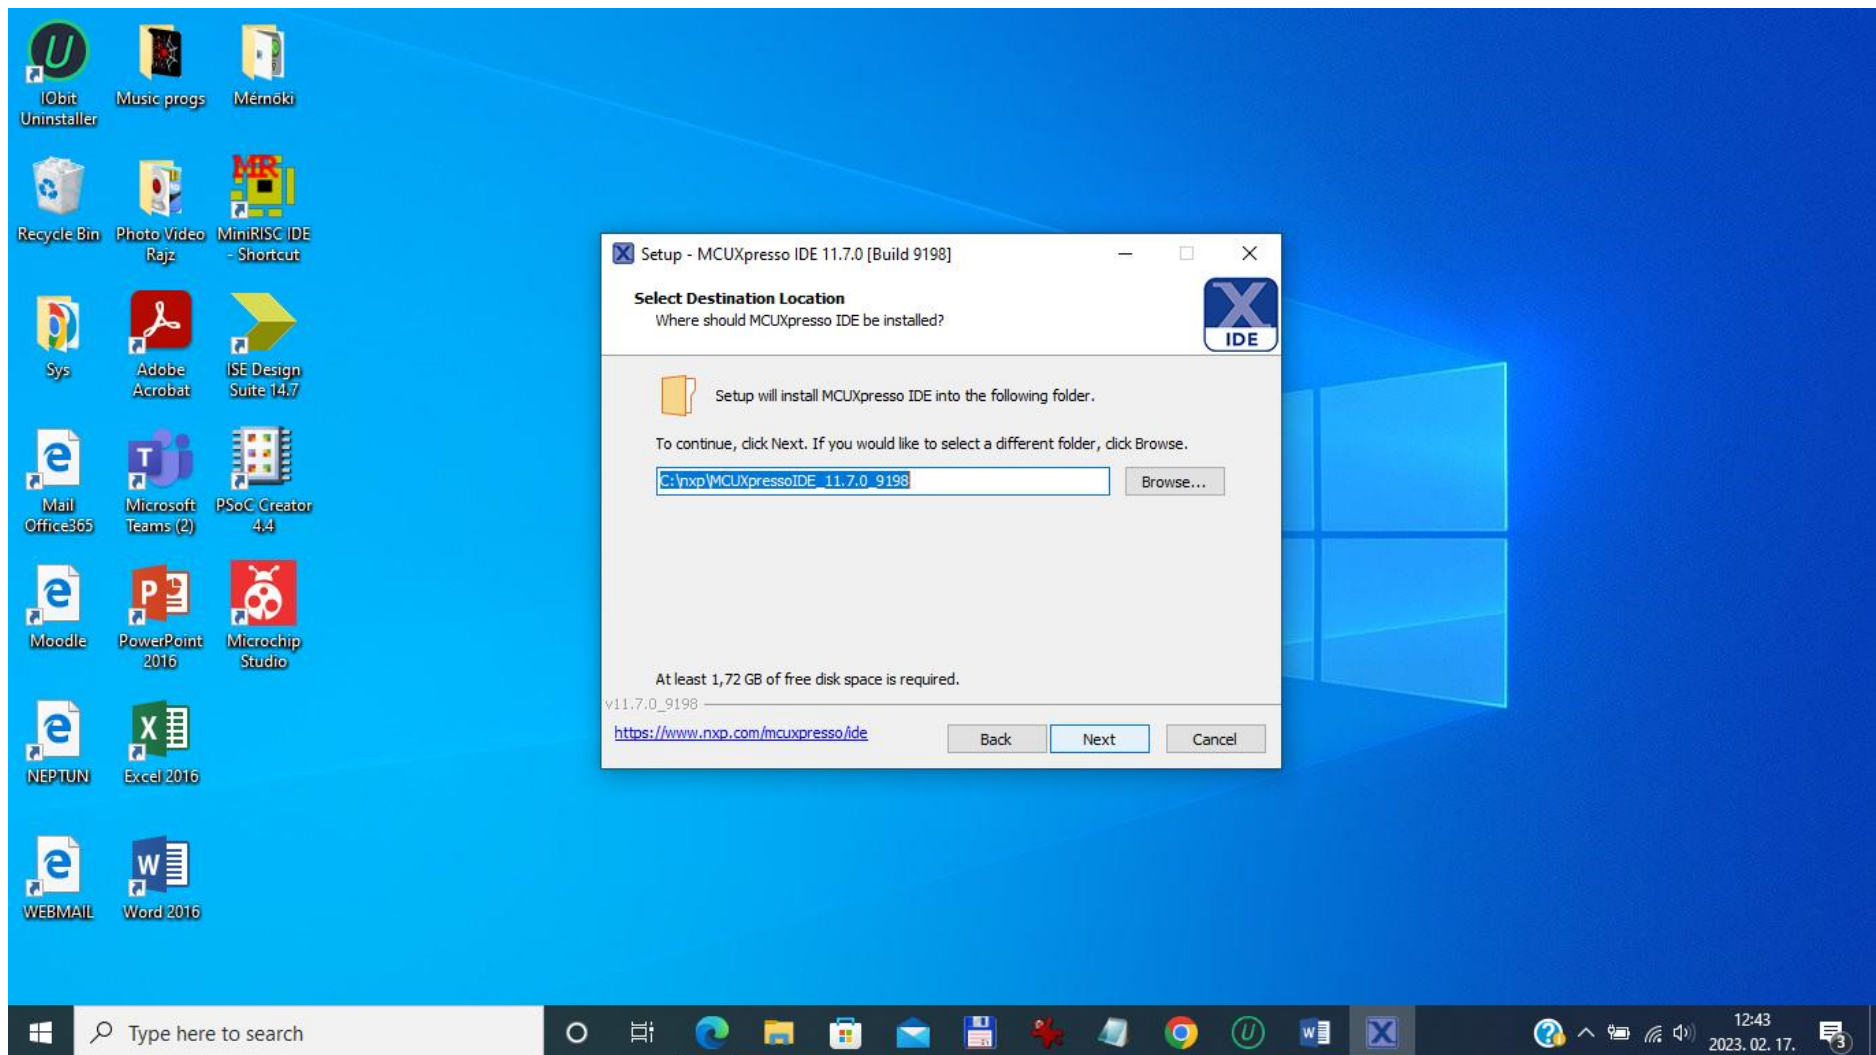 IObit
Uninstaller
Music progs
Mérnöki
Recycle Bin
Photo Video
Rajz
MiniRISC IDE
- Shortcut
Sys
Adobe
Acrobat
ISE Design
Suite 14.7
Mail
Office365
Microsoft
Teams (2)
PSoC Creator
4.4
Moodle
PowerPoint
2016
Microchip
Studio
NEPTUN
Excel 2016
WEBMAIL
Word 2016
Setup - MCUXpresso IDE 11.7.0 [Build 9198]
Select Destination Location
Where should MCUXpresso IDE be installed?
IDE
Setup will install MCUXpresso IDE into the following folder.
To continue, click Next. If you would like to select a different folder, click Browse.
C:\nxp\MCUXpressoIDE_11.7.0_9198
Browse...
At least 1,72 GB of free disk space is required.
v11.7.0_9198
https://www.nxp.com/mcuxpresso/ide
Back
Next
Cancel
Type here to search
12:43
2023. 02. 17.
3